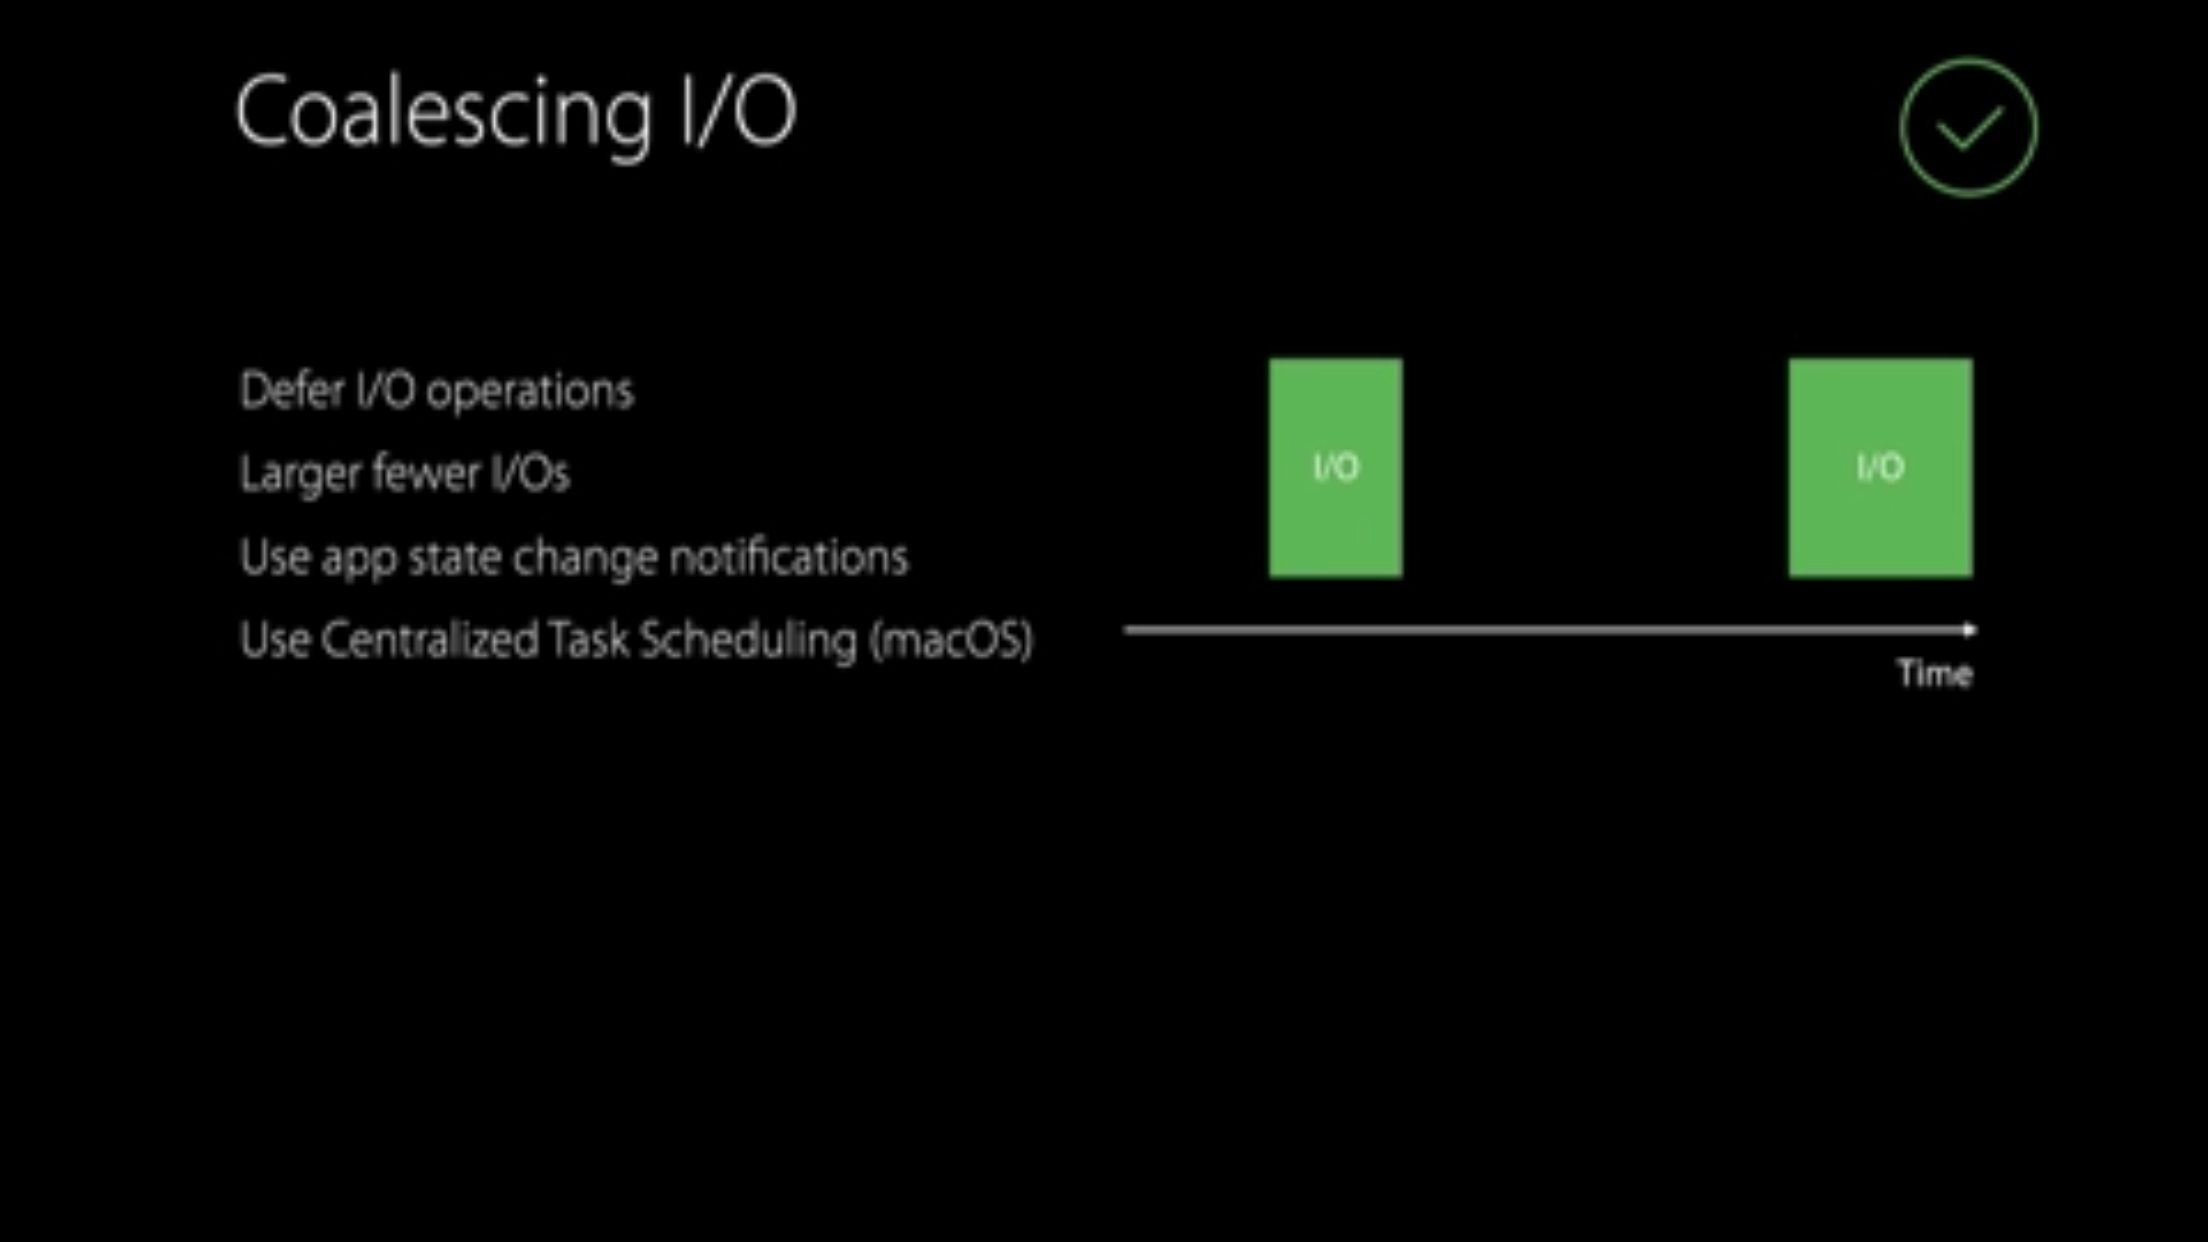 Coalescing I/O
Defer I/O operations
Larger fewer I/Os
Use app state change notifications
Use Centralized Task Scheduling (macOS)
I/O
I/O
Time